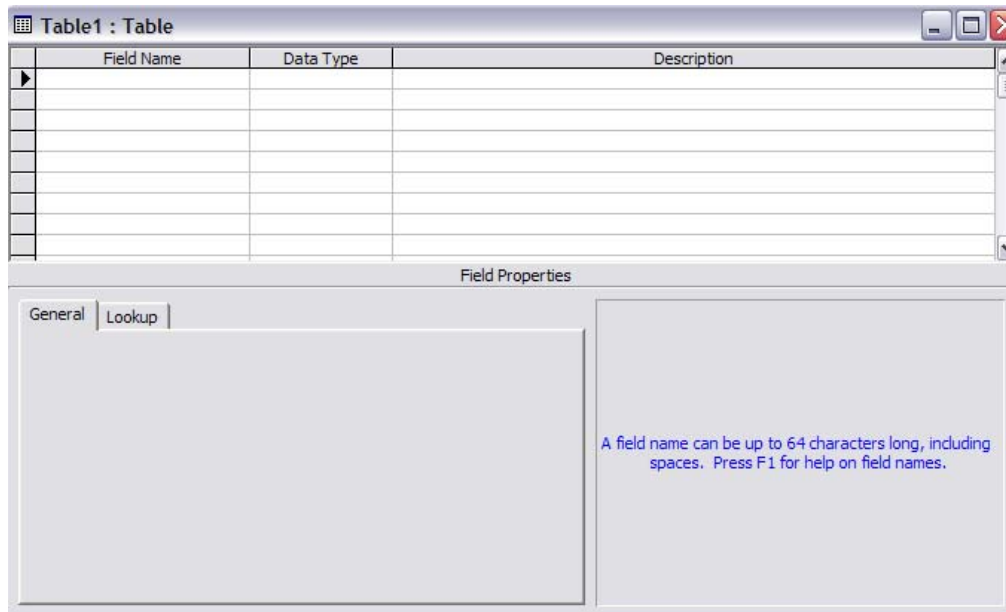 Table1 : Table
Field Name Data Type Description
Field Properties
General Lookup
A field name can be up to 64 characters long, including
spaces. Press F1 for help on field names.